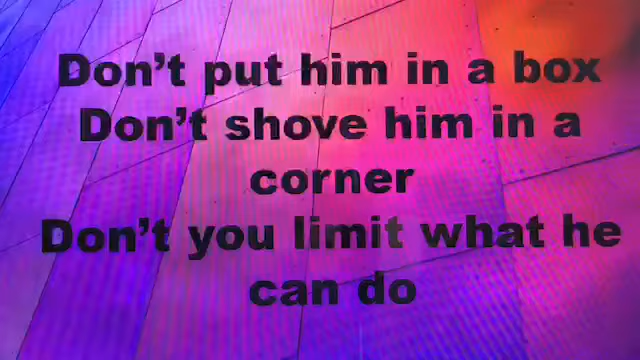 Don't put him in a box
Don't shove him in a
corner
Don't you limit what he
can do